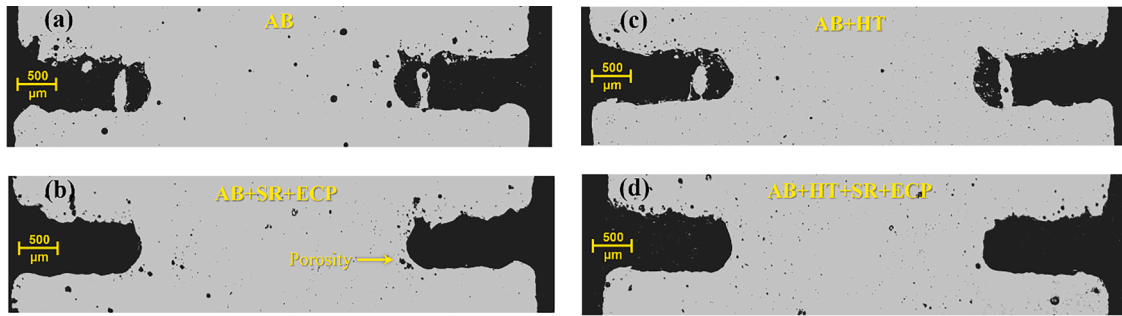 (a)
AB
500
µm
(c)
AB+HT
500
µm
(b)
AB+SR+ECP
500
µm
Porosity
(d)
AB+HT+SR+ECP
500
µm